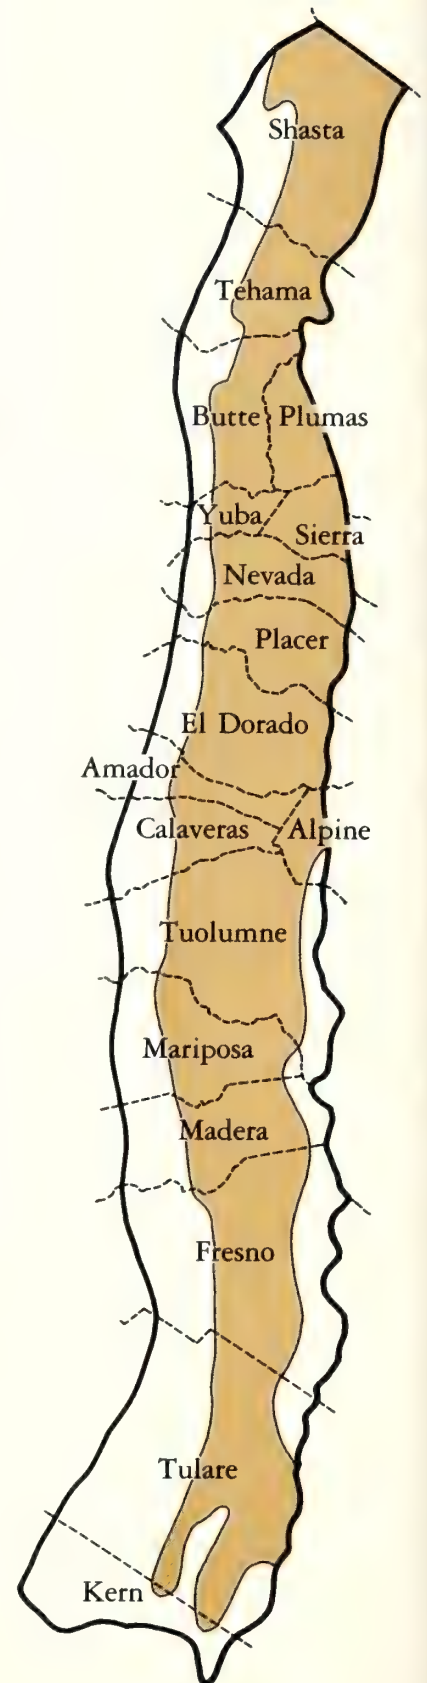 Shasta
Tehama
Butte Plumas
Yuba
Sierra
Nevada
Placer
El Dorado
Amador
Calaveras Alpine
Tuolumne
Mariposa
Madera
Fresno
Tulare
Kern